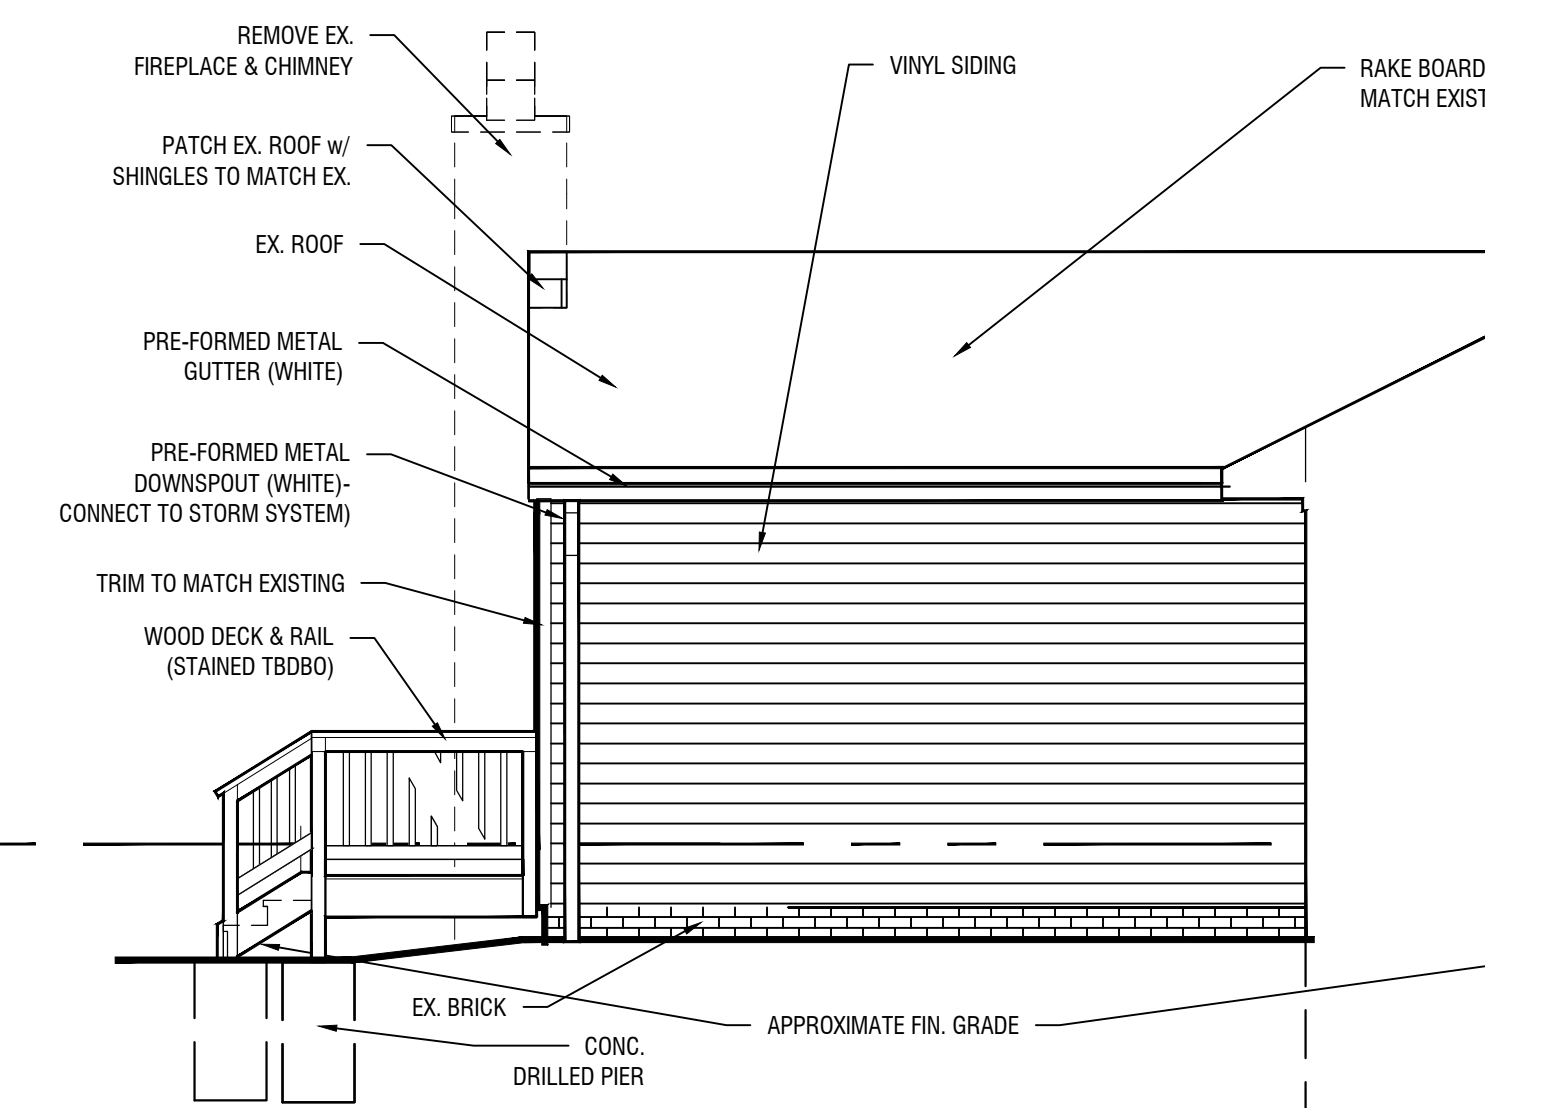 REMOVE EX.
FIREPLACE & CHIMNEY
PATCH EX. ROOF w/
SHINGLES TO MATCH EX.
EX. ROOF
PRE-FORMED METAL
GUTTER (WHITE)
PRE-FORMED METAL
DOWNSPOUT (WHITE)-
CONNECT TO STORM SYSTEM)
TRIM TO MATCH EXISTING
WOOD DECK & RAIL
(STAINED TBDBO)
VINYL SIDING
RAKE BOARD
MATCH EXIST
EX. BRICK
APPROXIMATE FIN. GRADE
CONC.
DRILLED PIER